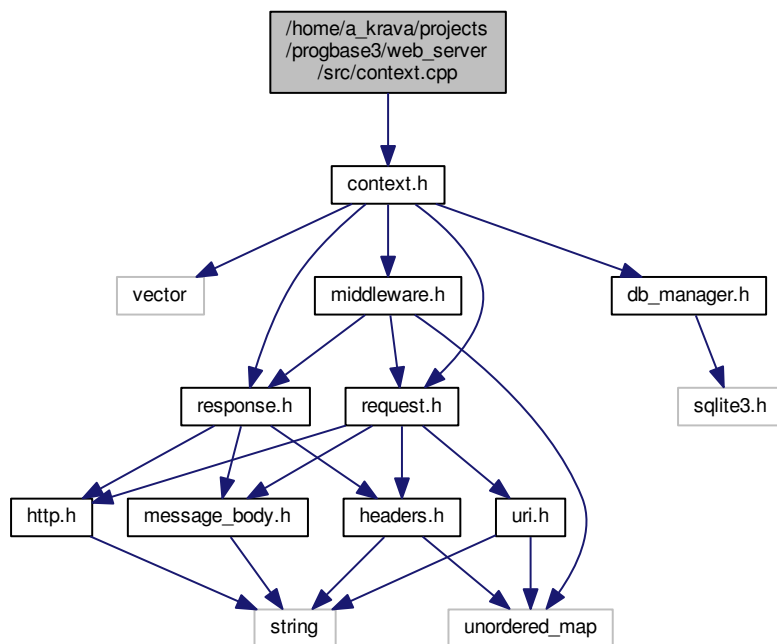 /home/a_krava/projects
/progbase3/web_server
/src/context.cpp
context.h
vector
middleware.h
db_manager.h
response.h
request.h
sqlite3.h
http.h
message_body.h
headers.h
uri.h
string
unordered_map